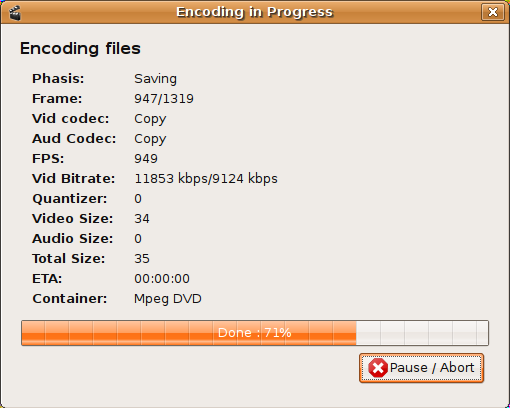 Encoding in Progress
Encoding files
Phasis: Saving
Frame: 947/1319
Vid codec: Copy
Aud Codec: Copy
FPS: 949
Vid Bitrate: 11853 kbps/9124 kbps
Quantizer: 0
Video Size: 34
Audio Size: 0
Total Size: 35
ETA: 00:00:00
Container: Mpeg DVD
Done : 71%
Pause / Abort